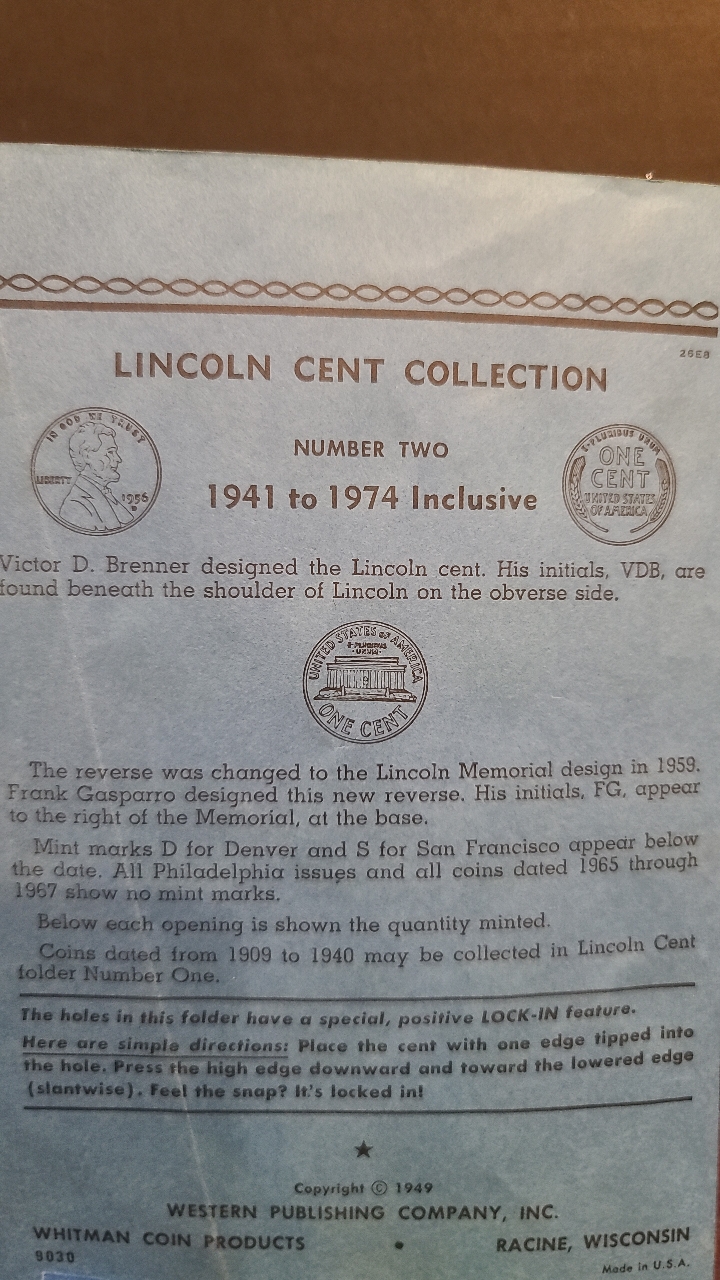 26E8
LINCOLN CENT COLLECTION
IN GOD WE TRUST
LIBERTY
1956
NUMBER TWO
1941 to 1974 Inclusive
E·PLURIBUS UNUM
ONE
CENT
UNITED STATES
OF AMERICA
Victor D. Brenner designed the Lincoln cent. His initials, VDB, are
found beneath the shoulder of Lincoln on the obverse side.
UNITED STATES OF AMERICA
E·PLURIBUS
·UNUM·
ONE CENT
The reverse was changed to the Lincoln Memorial design in 1959.
Frank Gasparro designed this new reverse. His initials, FG, appear
to the right of the Memorial, at the base.
Mint marks D for Denver and S for San Francisco appear below
the date. All Philadelphia issues and all coins dated 1965 through
1967 show no mint marks.
Below each opening is shown the quantity minted.
Coins dated from 1909 to 1940 may be collected in Lincoln Cent
folder Number One.
The holes in this folder have a special, positive LOCK-IN feature.
Here are simple directions: Place the cent with one edge tipped into
the hole. Press the high edge downward and toward the lowered edge
(slantwise). Feel the snap? It's locked in!
Copyright © 1949
WESTERN PUBLISHING COMPANY, INC.
WHITMAN COIN PRODUCTS • RACINE, WISCONSIN
9030
Made in U.S.A.